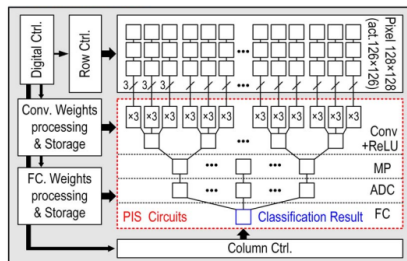 Digital Ctrl.
Row Ctrl.
Pixel 128×128
(act.126×126)
...
3 3 3
Conv. Weights
processing
& Storage
×3 ×3 ×3 ×3 ×3 ×3 ×3 ×3
... Conv
+ReLU
... ... MP
FC. Weights
processing
& Storage
... ... ADC
PIS Circuits Classification Result FC
Column Ctrl.